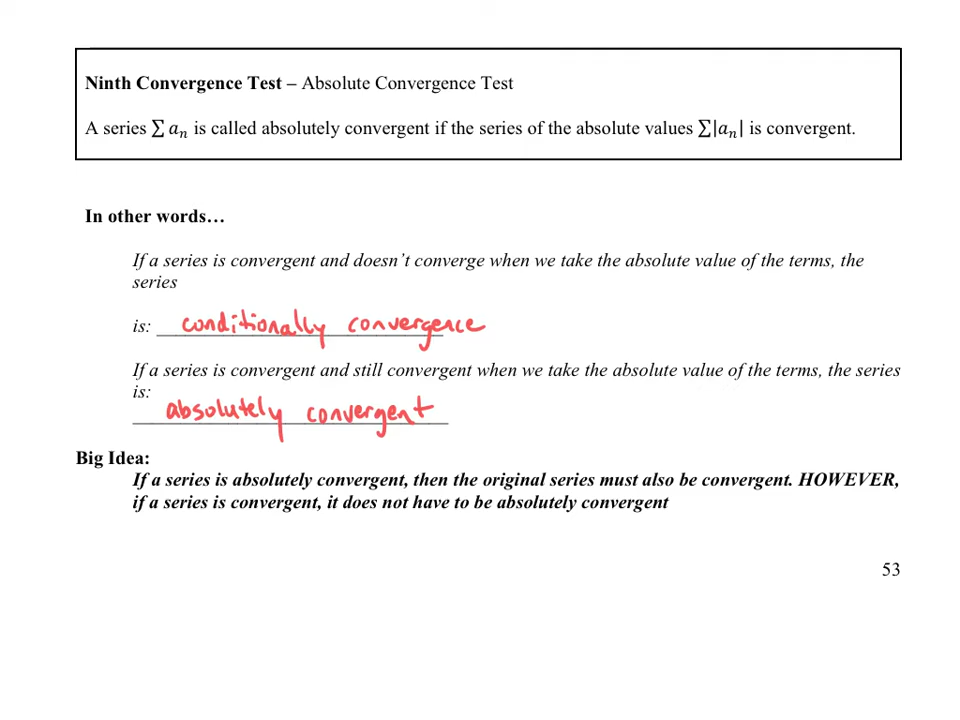 Ninth Convergence Test – Absolute Convergence Test
A series ∑ aₙ is called absolutely convergent if the series of the absolute values ∑|aₙ| is convergent.
In other words…
If a series is convergent and doesn’t converge when we take the absolute value of the terms, the
series
is: conditionally convergence
If a series is convergent and still convergent when we take the absolute value of the terms, the series
is:
absolutely convergent
Big Idea:
If a series is absolutely convergent, then the original series must also be convergent. HOWEVER,
if a series is convergent, it does not have to be absolutely convergent
53